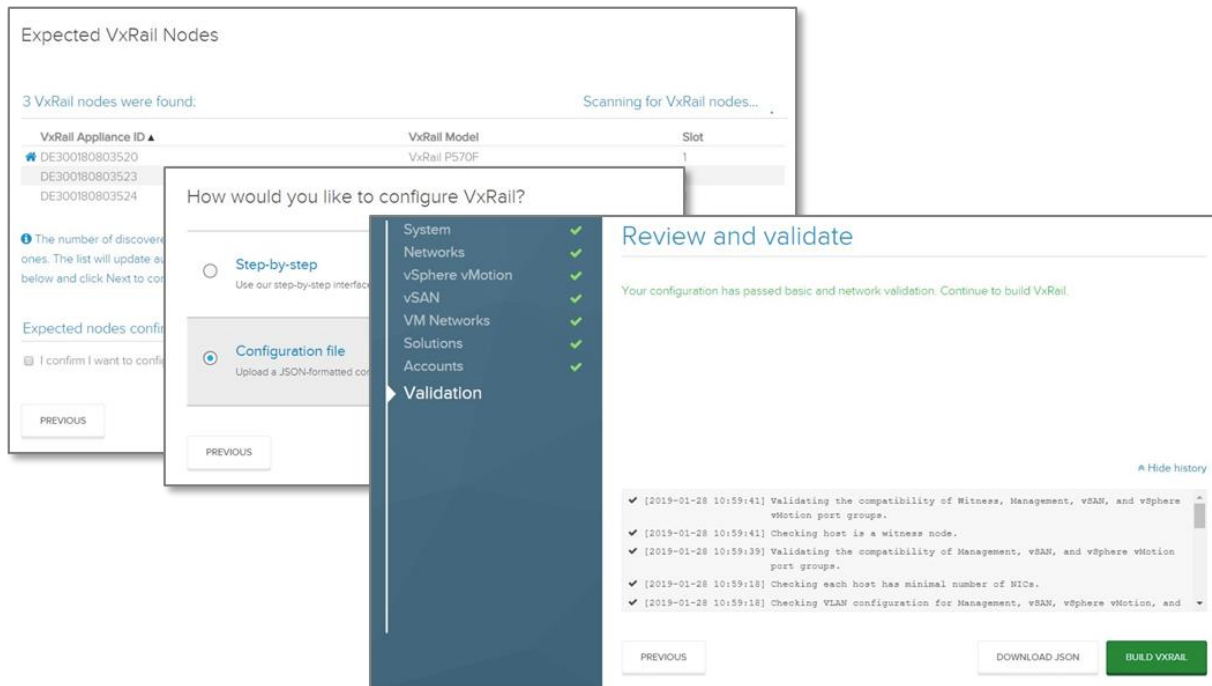 Expected VxRail Nodes
3 VxRail nodes were found:
Scanning for VxRail nodes...
VxRail Appliance ID ▲ VxRail Model Slot
DE300180803520 VxRail P570F 1
DE300180803523
DE300180803524
The number of discovere
ones. The list will update au
below and click Next to con
Expected nodes confir
I confirm I want to config
PREVIOUS
How would you like to configure VxRail?
Step-by-step
Use our step-by-step interface
Configuration file
Upload a JSON-formatted con
PREVIOUS
System
Networks
vSphere vMotion
vSAN
VM Networks
Solutions
Accounts
Validation
Review and validate
Your configuration has passed basic and network validation. Continue to build VxRail.
Hide history
[2019-01-28 10:59:41] Validating the compatibility of Witness, Management, vSAN, and vSphere
vMotion port groups.
[2019-01-28 10:59:41] Checking host is a witness node.
[2019-01-28 10:59:39] Validating the compatibility of Management, vSAN, and vSphere vMotion
port groups.
[2019-01-28 10:59:18] Checking each host has minimal number of NICs.
[2019-01-28 10:59:18] Checking VLAN configuration for Management, vSAN, vSphere vMotion, and
PREVIOUS
DOWNLOAD JSON
BUILD VXRAIL